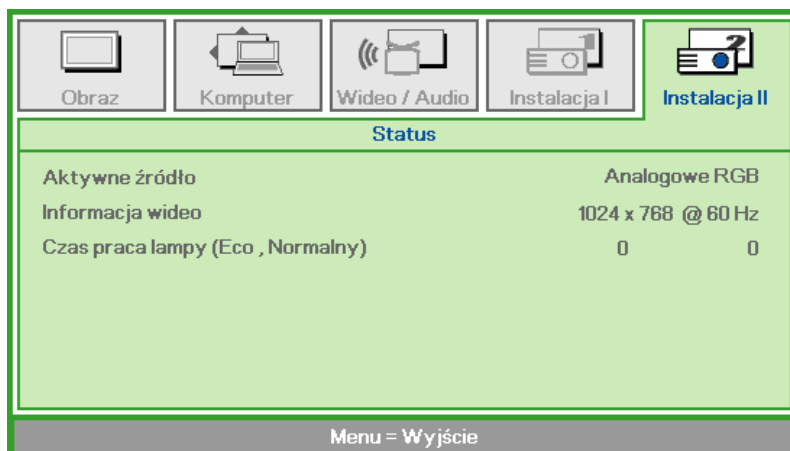 Obraz
Komputer
Wideo / Audio
Instalacja I
Instalacja II
Status
Aktywne źródło Analogowe RGB
Informacja wideo 1024 x 768 @ 60 Hz
Czas praca lampy (Eco , Normalny) 0 0
Menu = Wyjście